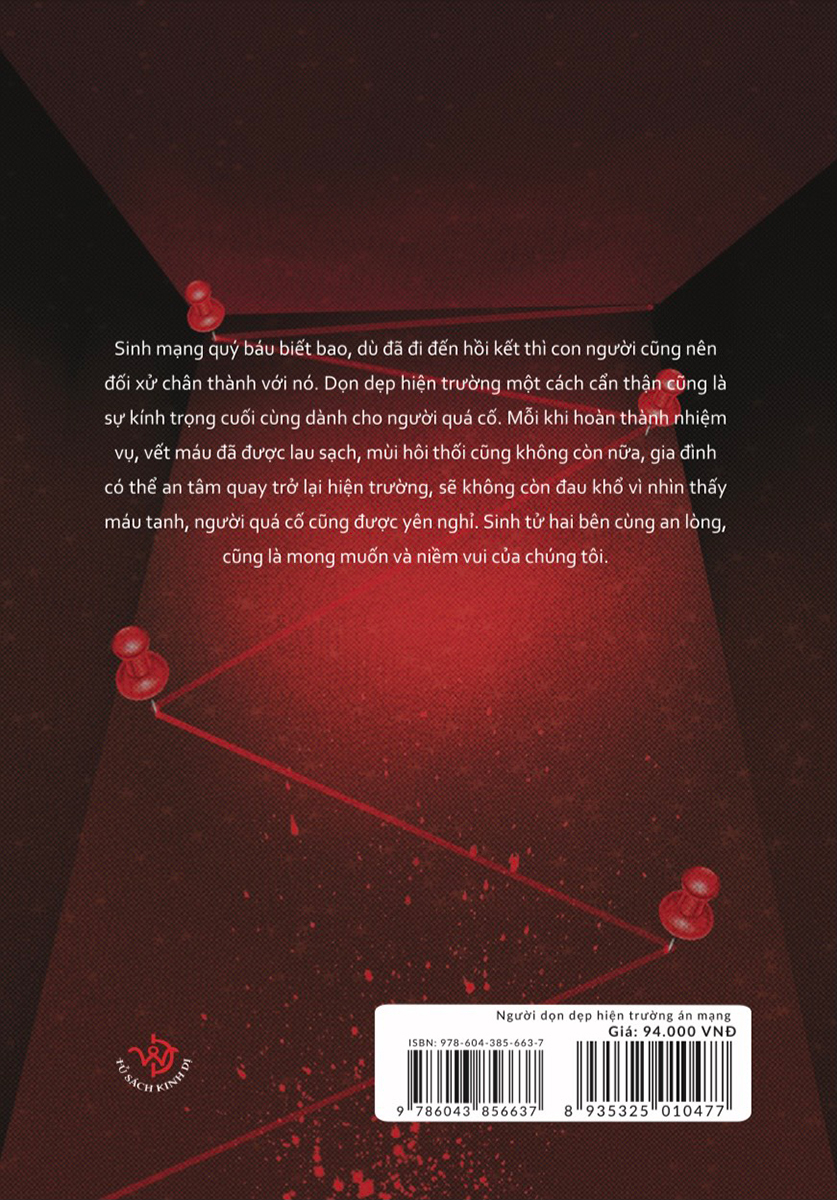 Sinh mạng quý báu biết bao, dù đã đi đến hồi kết thì con người cũng nên
đối xử chân thành với nó. Dọn dẹp hiện trường một cách cẩn thận cũng là
sự kính trọng cuối cùng dành cho người quá cố. Mỗi khi hoàn thành nhiệm
vụ, vết máu đã được lau sạch, mùi hôi thối cũng không còn nữa, gia đình
có thể an tâm quay trở lại hiện trường, sẽ không còn đau khổ vì nhìn thấy
máu tanh, người quá cố cũng được yên nghỉ. Sinh tử hai bên cùng an lòng,
cũng là mong muốn và niềm vui của chúng tôi.
Người dọn dẹp hiện trường án mạng
Giá: 94.000 VNĐ
ISBN: 978-604-385-663-7
9 786043 856637
8 935325 010477
TỦ SÁCH KINH DỊ